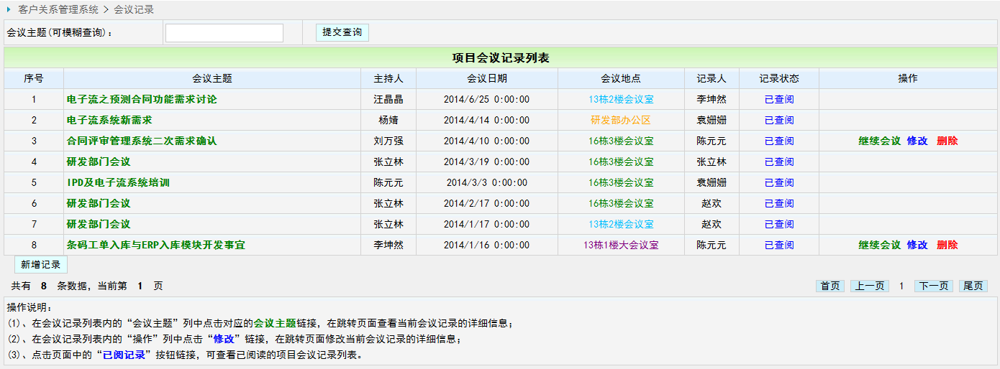 客户关系管理系统 > 会议记录
会议主题(可模糊查询): 提交查询
项目会议记录列表
序号 会议主题 主持人 会议日期 会议地点 记录人 记录状态 操作
1 电子流之预测合同功能需求讨论 汪晶晶 2014/6/25 0:00:00 13栋2楼会议室 李坤然 已查阅
2 电子流系统新需求 杨婧 2014/4/14 0:00:00 研发部办公区 袁姗姗 已查阅
3 合同评审管理系统二次需求确认 刘万强 2014/4/10 0:00:00 16栋3楼会议室 陈元元 已查阅 继续会议 修改 删除
4 研发部门会议 张立林 2014/3/19 0:00:00 16栋3楼会议室 张立林 已查阅
5 IPD及电子流系统培训 陈元元 2014/3/3 0:00:00 16栋3楼会议室 袁姗姗 已查阅
6 研发部门会议 张立林 2014/2/17 0:00:00 16栋3楼会议室 赵欢 已查阅
7 研发部门会议 张立林 2014/1/17 0:00:00 13栋2楼会议室 赵欢 已查阅
8 条码工单入库与ERP入库模块开发事宜 李坤然 2014/1/16 0:00:00 13栋1楼大会议室 陈元元 已查阅 继续会议 修改 删除
新增记录
共有 8 条数据, 当前第 1 页 首页 上一页 1 下一页 尾页
操作说明:
(1)、在会议记录列表内的“会议主题”列中点击对应的会议主题链接, 在跳转页面查看当前会议记录的详细信息;
(2)、在会议记录列表内的“操作”列中点击“修改”链接, 在跳转页面修改当前会议记录的详细信息;
(3)、点击页面中的“已阅记录”按钮链接, 可查看已阅读的项目会议记录列表。